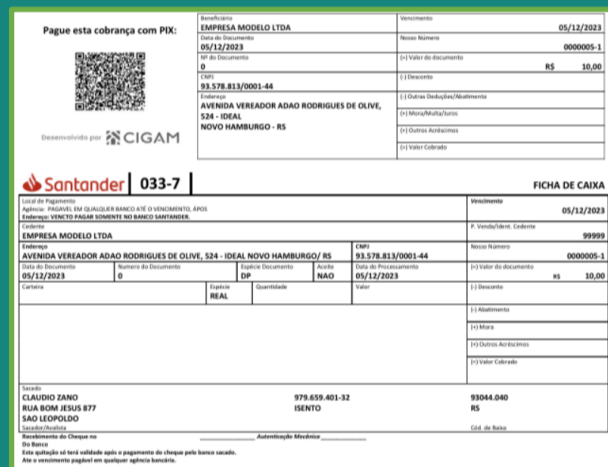 Pague esta cobrança com PIX:
Desenvolvido por CIGAM
Beneficiário
EMPRESA MODELO LTDA
Vencimento
05/12/2023
Data do Documento
05/12/2023
Nosso Número
0000005-1
Nº do Documento
0
(=) Valor do documento
R$ 10,00
CNPJ
93.578.813/0001-44
(-) Desconto
Endereço
AVENIDA VEREADOR ADAO RODRIGUES DE OLIVE,
524 - IDEAL
NOVO HAMBURGO - RS
(-) Outras Deduções/Abatimento
(+) Mora/Multa/Juros
(+) Outros Acréscimos
(=) Valor Cobrado
Santander 033-7 FICHA DE CAIXA
Local de Pagamento
Agência: PAGAVEL EM QUALQUER BANCO ATÉ O VENCIMENTO, APOS
Endereço: VENCTO PAGAR SOMENTE NO BANCO SANTANDER.
Vencimento
05/12/2023
Cedente
EMPRESA MODELO LTDA
P. Venda/Ident. Cedente
99999
Endereço
AVENIDA VEREADOR ADAO RODRIGUES DE OLIVE, 524 - IDEAL NOVO HAMBURGO/ RS
CNPJ
93.578.813/0001-44
Nosso Número
0000005-1
Data do Documento
05/12/2023
Numero do Documento
0
Espécie Documento
DP
Aceite
NAO
Data do Processamento
05/12/2023
(=) Valor do documento
R$ 10,00
Carteira
Espécie
REAL
Quantidade
Valor
(-) Desconto
(-) Abatimento
(+) Mora
(+) Outros Acréscimos
(=) Valor Cobrado
Sacado
CLAUDIO ZANO 979.659.401-32 93044.040
RUA BOM JESUS 877 ISENTO RS
SAO LEOPOLDO
Sacador/Avalista Cód. de Baixa
Recebimento do Cheque no Autenticação Mecânica
Do Banco
Esta quitação só terá validade após o pagamento do cheque pelo banco sacado.
Ate o vencimento pagável em qualquer agência bancária.